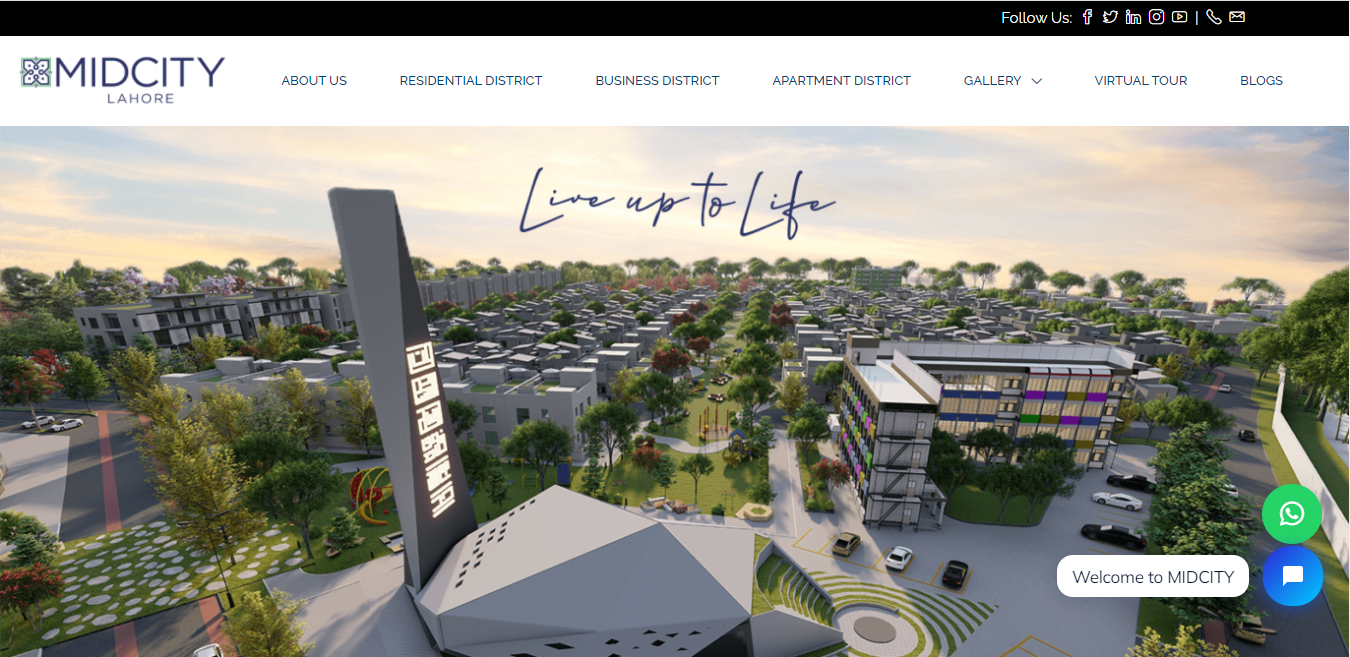 Follow Us: |
MIDCITY
LAHORE
ABOUT US
RESIDENTIAL DISTRICT
BUSINESS DISTRICT
APARTMENT DISTRICT
GALLERY
VIRTUAL TOUR
BLOGS
Live up to Life
Welcome to MIDCITY